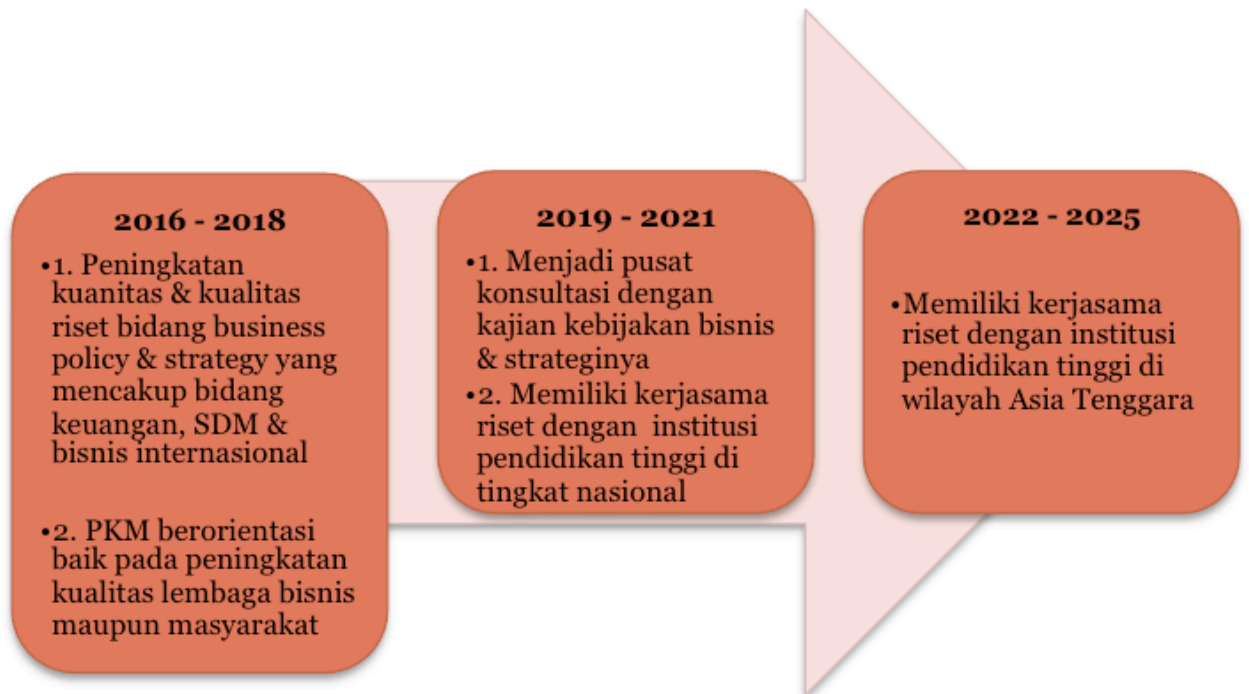 2016 - 2018
•1. Peningkatan
kuanitas & kualitas
riset bidang business
policy & strategy yang
mencakup bidang
keuangan, SDM &
bisnis internasional
•2. PKM berorientasi
baik pada peningkatan
kualitas lembaga bisnis
maupun masyarakat
2019 - 2021
•1. Menjadi pusat
konsultasi dengan
kajian kebijakan bisnis
& strateginya
•2. Memiliki kerjasama
riset dengan institusi
pendidikan tinggi di
tingkat nasional
2022 - 2025
•Memiliki kerjasama
riset dengan institusi
pendidikan tinggi di
wilayah Asia Tenggara